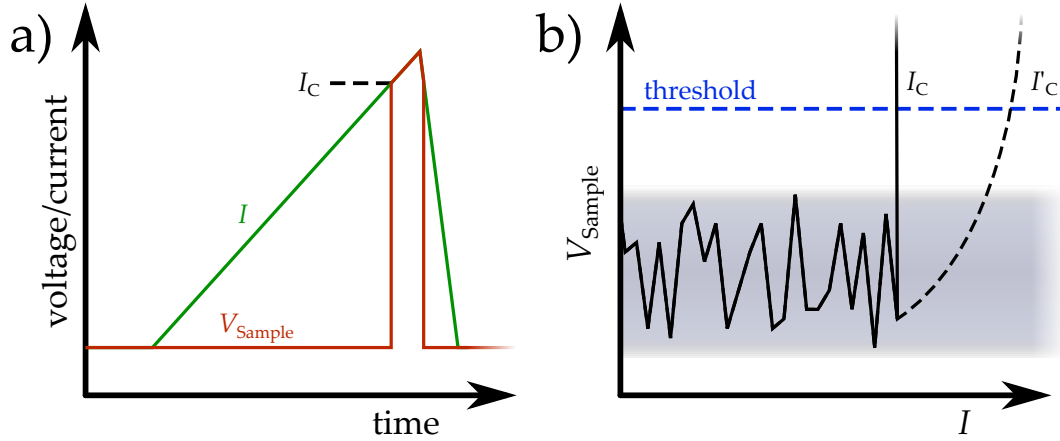 a)
voltage/current
I_C
I
V_Sample
time
b)
V_Sample
threshold
I_C
I'_C
I